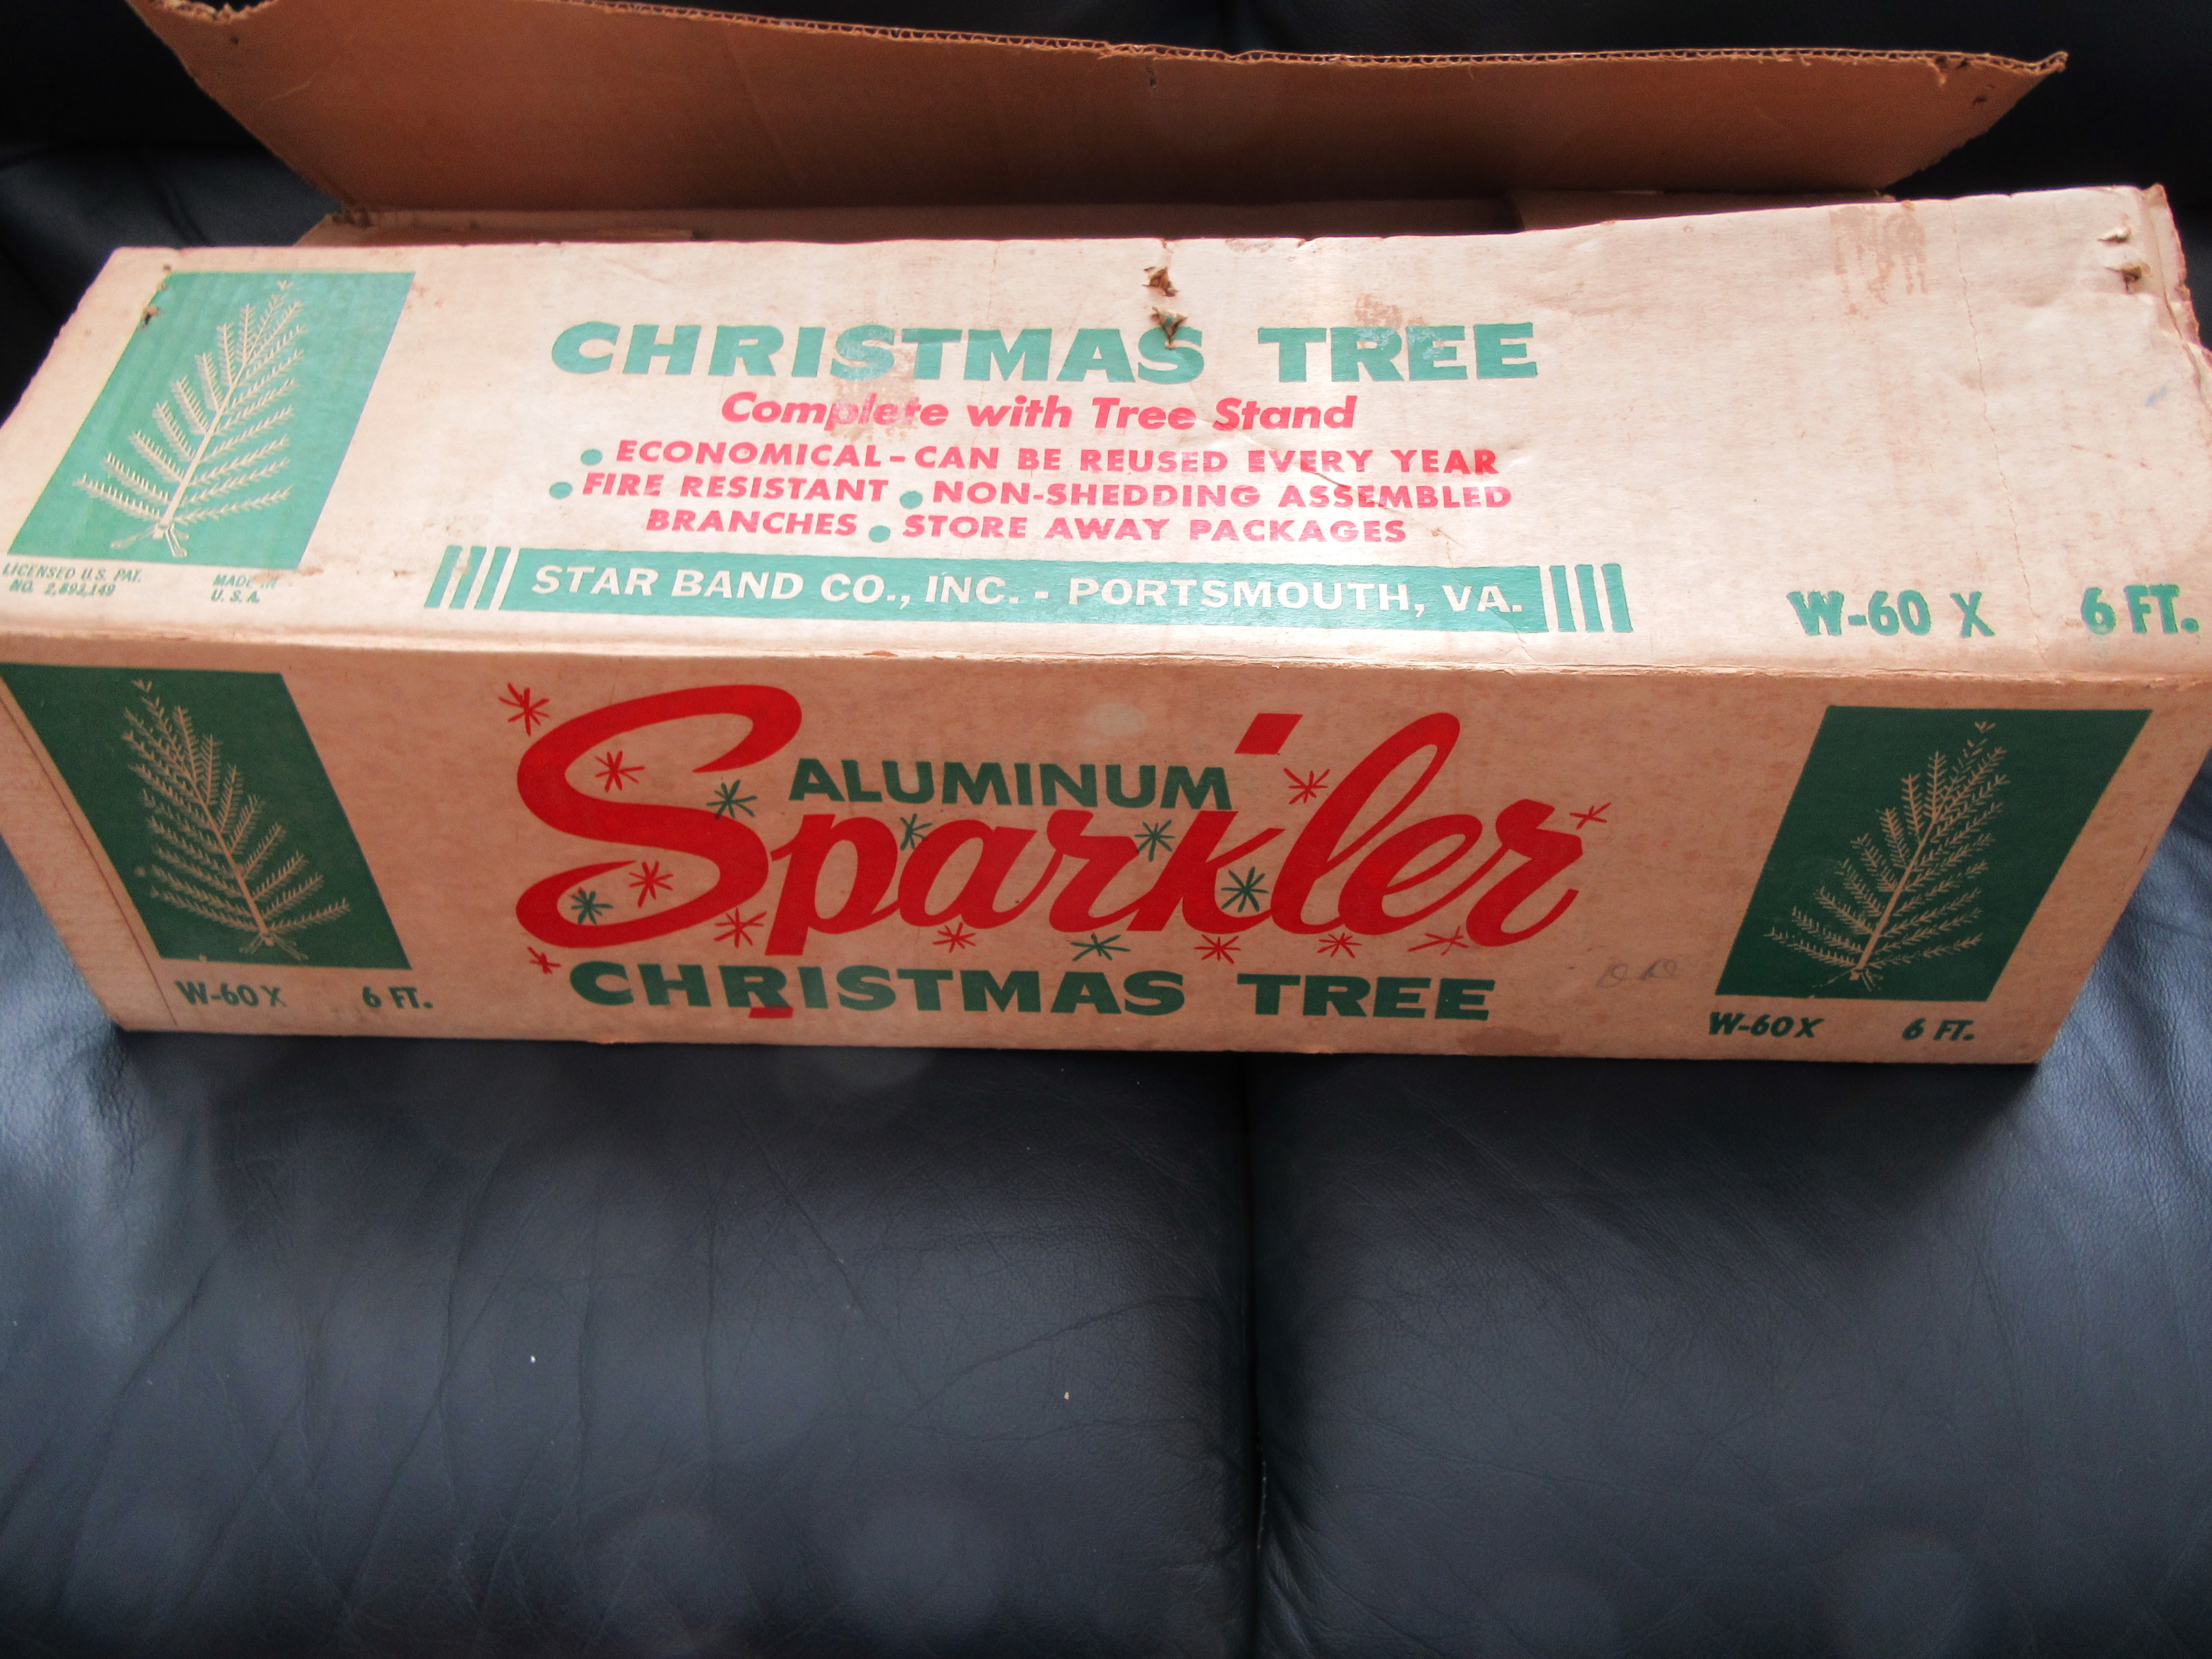 CHRISTMAS TREE
Complete with Tree Stand
• ECONOMICAL-CAN BE REUSED EVERY YEAR
• FIRE RESISTANT • NON-SHEDDING ASSEMBLED
BRANCHES • STORE AWAY PACKAGES
STAR BAND CO., INC. - PORTSMOUTH, VA.
LICENSED U.S. PAT.
NO. 2,893,149
MADE IN
U.S.A.
W-60 X 6 FT.
ALUMINUM
Sparkler
CHRISTMAS TREE
W-60X 6 FT.
W-60X 6 FT.